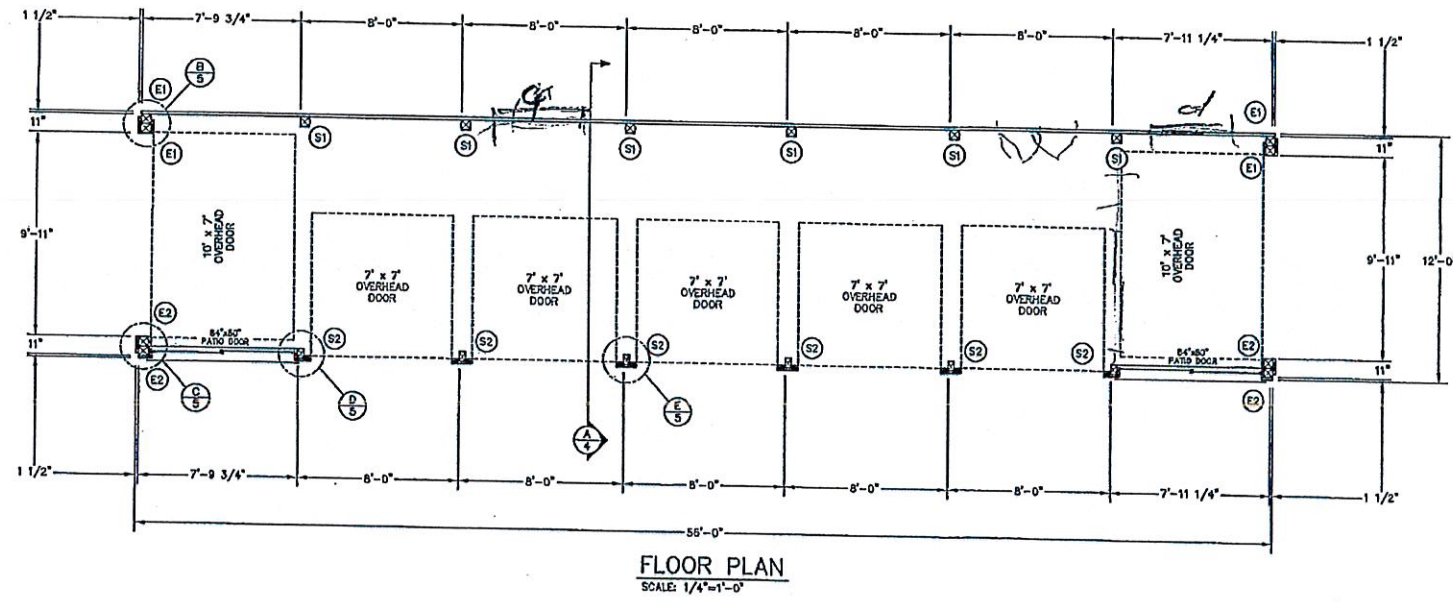 1 1/2" 7'-9 3/4" 8'-0" 8'-0" 8'-0" 8'-0" 8'-0" 7'-11 1/4" 1 1/2"
B
5
E1
E1
11"
11"
S1 S1 S1 S1 S1 S1
E1
E1
9'-11"
9'-11"
12'-0
10' x 7'
OVERHEAD
DOOR
7' x 7'
OVERHEAD
DOOR
7' x 7'
OVERHEAD
DOOR
7' x 7'
OVERHEAD
DOOR
7' x 7'
OVERHEAD
DOOR
7' x 7'
OVERHEAD
DOOR
10' x 7'
OVERHEAD
DOOR
E2
PATIO DOOR
S2 S2 S2 S2 S2 S2
PATIO DOOR
E2
11"
11"
E2
E2
C
5
D
5
E
5
A
4
1 1/2" 7'-9 3/4" 8'-0" 8'-0" 8'-0" 8'-0" 8'-0" 7'-11 1/4" 1 1/2"
FLOOR PLAN
SCALE: 1/4"=1'-0"